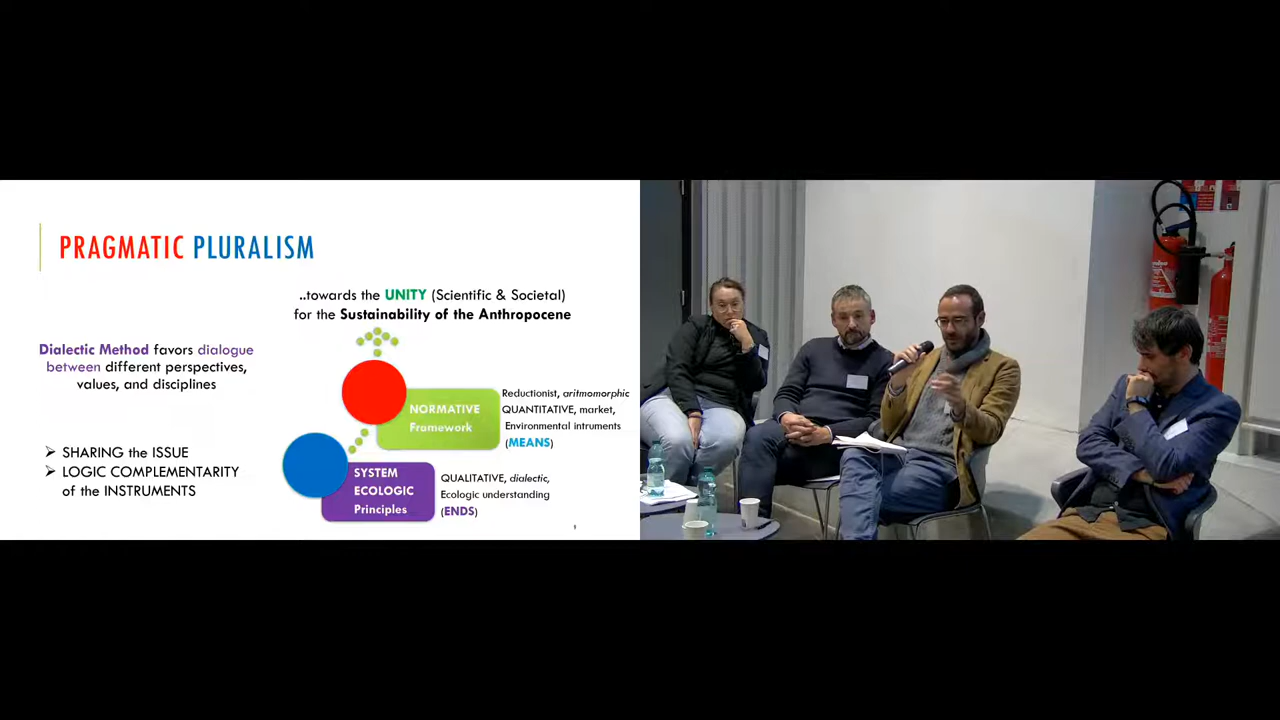 PRAGMATIC PLURALISM
..towards the UNITY (Scientific & Societal)
for the Sustainability of the Anthropocene
Dialectic Method favors dialogue
between different perspectives,
values, and disciplines
➢ SHARING the ISSUE
➢ LOGIC COMPLEMENTARITY
of the INSTRUMENTS
NORMATIVE
Framework
Reductionist, aritmomorphic
QUANTITATIVE, market,
Environmental intruments
(MEANS)
SYSTEM
ECOLOGIC
Principles
QUALITATIVE, dialectic,
Ecologic understanding
(ENDS)